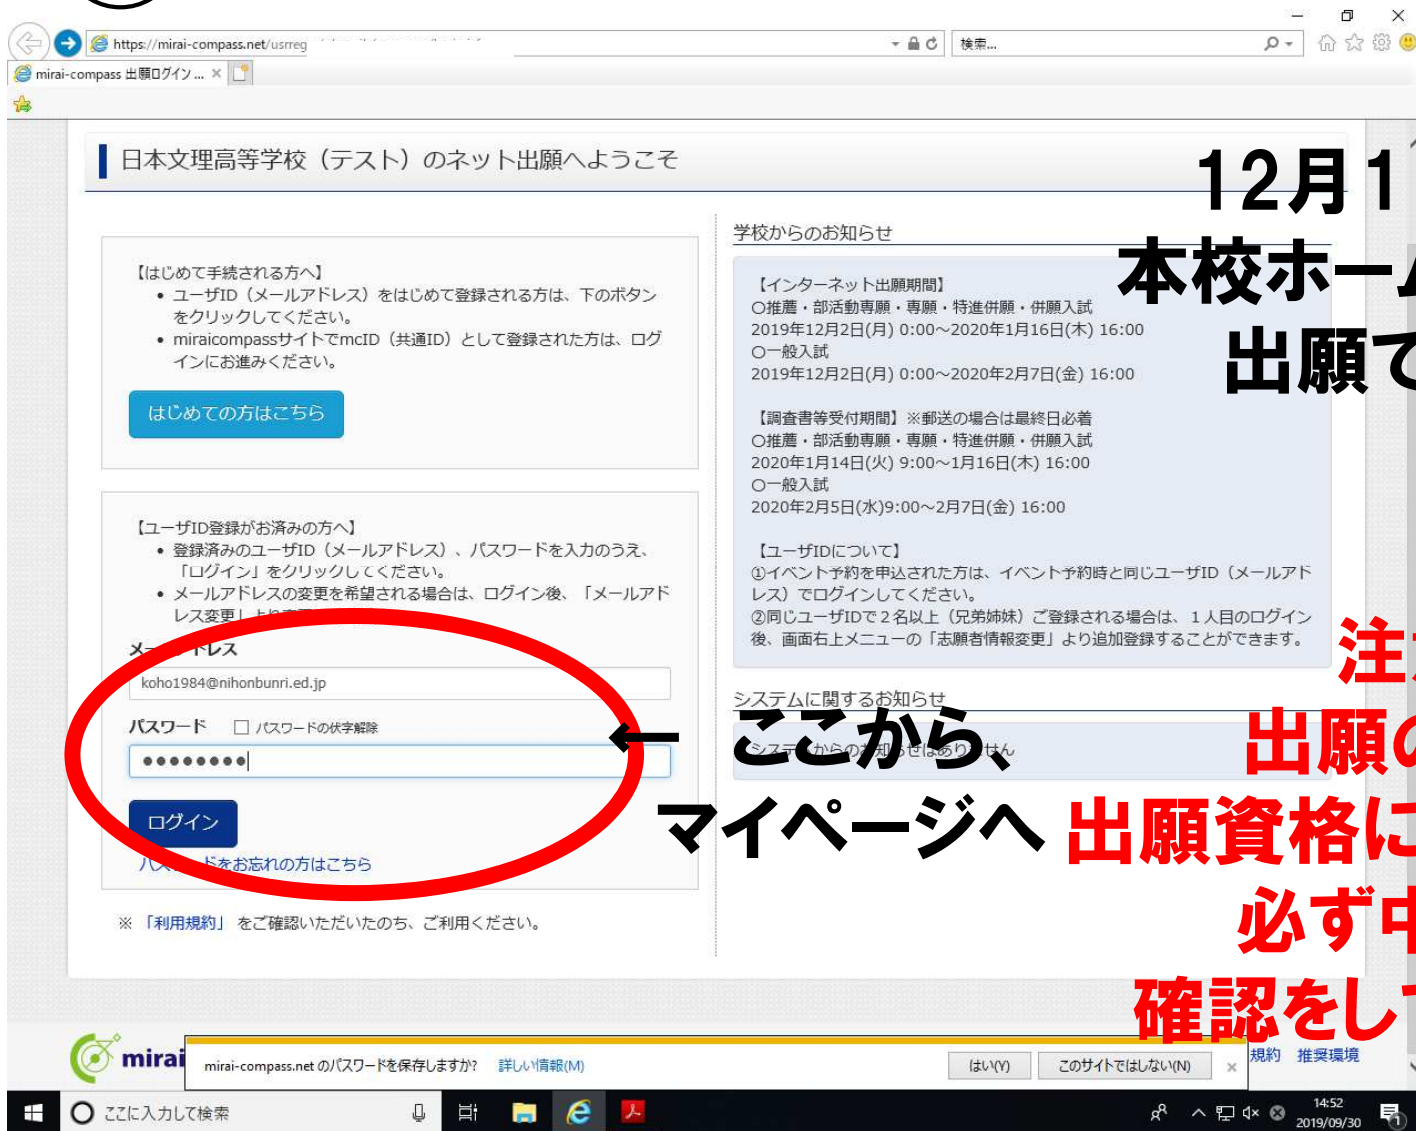 https://mirai-compass.net/usrreg
検索...
mirai-compass 出願ログイン ...
日本文理高等学校（テスト）のネット出願へようこそ
12月1
本校ホーム
出願で
【はじめて手続される方へ】
• ユーザID（メールアドレス）をはじめて登録される方は、下のボタン
をクリックしてください。
• miraicompassサイトでmcID（共通ID）として登録された方は、ログ
インにお進みください。
はじめての方はこちら
【ユーザID登録がお済みの方へ】
• 登録済みのユーザID（メールアドレス）、パスワードを入力のうえ、
「ログイン」をクリックしてください。
• メールアドレスの変更を希望される場合は、ログイン後、「メールアド
レス変更」より
メールアドレス
koho1984@nihonbunri.ed.jp
パスワード □ パスワードの伏字解除
●●●●●●●●
ログイン
パスワードをお忘れの方はこちら
※ 「利用規約」 をご確認いただいたのち、ご利用ください。
学校からのお知らせ
【インターネット出願期間】
○推薦・部活動専願・専願・特進併願・併願入試
2019年12月2日(月) 0:00～2020年1月16日(木) 16:00
○一般入試
2019年12月2日(月) 0:00～2020年2月7日(金) 16:00
【調査書等受付期間】※郵送の場合は最終日必着
○推薦・部活動専願・専願・特進併願・併願入試
2020年1月14日(火) 9:00～1月16日(木) 16:00
○一般入試
2020年2月5日(水)9:00～2月7日(金) 16:00
【ユーザIDについて】
①イベント予約を申込された方は、イベント予約時と同じユーザID（メールアド
レス）でログインしてください。
②同じユーザIDで２名以上（兄弟姉妹）ご登録される場合は、１人目のログイン
後、画面右上メニューの「志願者情報変更」より追加登録することができます。
システムに関するお知らせ
システムからのお知らせはありません
← ここから、
マイページへ
出願の
出願資格に
必ず中
確認をして
mirai
mirai-compass.net のパスワードを保存しますか?
詳しい情報(M)
はい(Y)
このサイトではしない(N)
×
規約
推奨環境
ここに入力して検索
14:52
2019/09/30